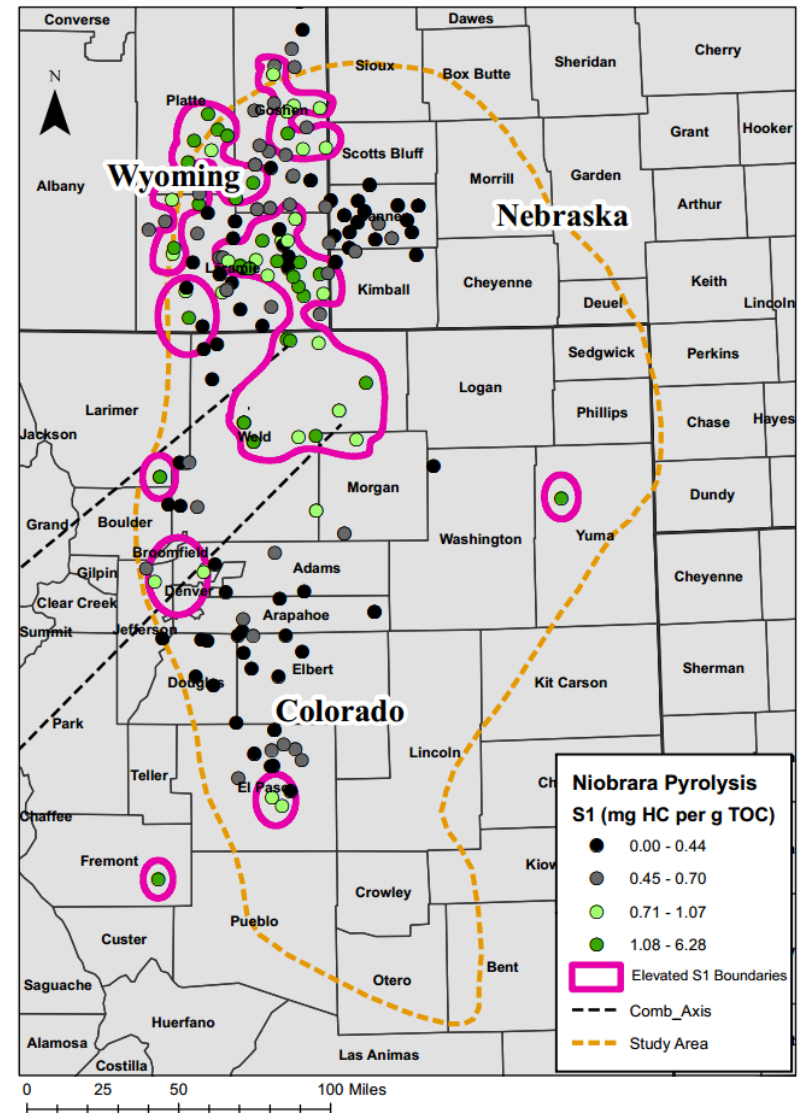 Converse
Dawes
Cherry
Sheridan
Sioux
Box Butte
N
Platte
Goshen
Grant
Hooker
Scotts Bluff
Albany
Wyoming
Morrill
Garden
Arthur
Nebraska
Banner
Laramie
Keith
Kimball
Cheyenne
Deuel
Lincoln
Sedgwick
Perkins
Logan
Larimer
Phillips
Chase
Hayes
Jackson
Weld
Morgan
Dundy
Grand
Boulder
Washington
Yuma
Broomfield
Gilpin
Adams
Cheyenne
Denver
Clear Creek
Arapahoe
Summit
Jefferson
Elbert
Sherman
Douglas
Kit Carson
Colorado
Park
Lincoln
Teller
Ch
El Paso
Chaffee
Fremont
Kiow
Crowley
Pueblo
Custer
Bent
Otero
Saguache
Huerfano
Alamosa
Las Animas
Costilla
Niobrara Pyrolysis
S1 (mg HC per g TOC)
0.00 - 0.44
0.45 - 0.70
0.71 - 1.07
1.08 - 6.28
Elevated S1 Boundaries
Comb_Axis
Study Area
0 25 50 100 Miles